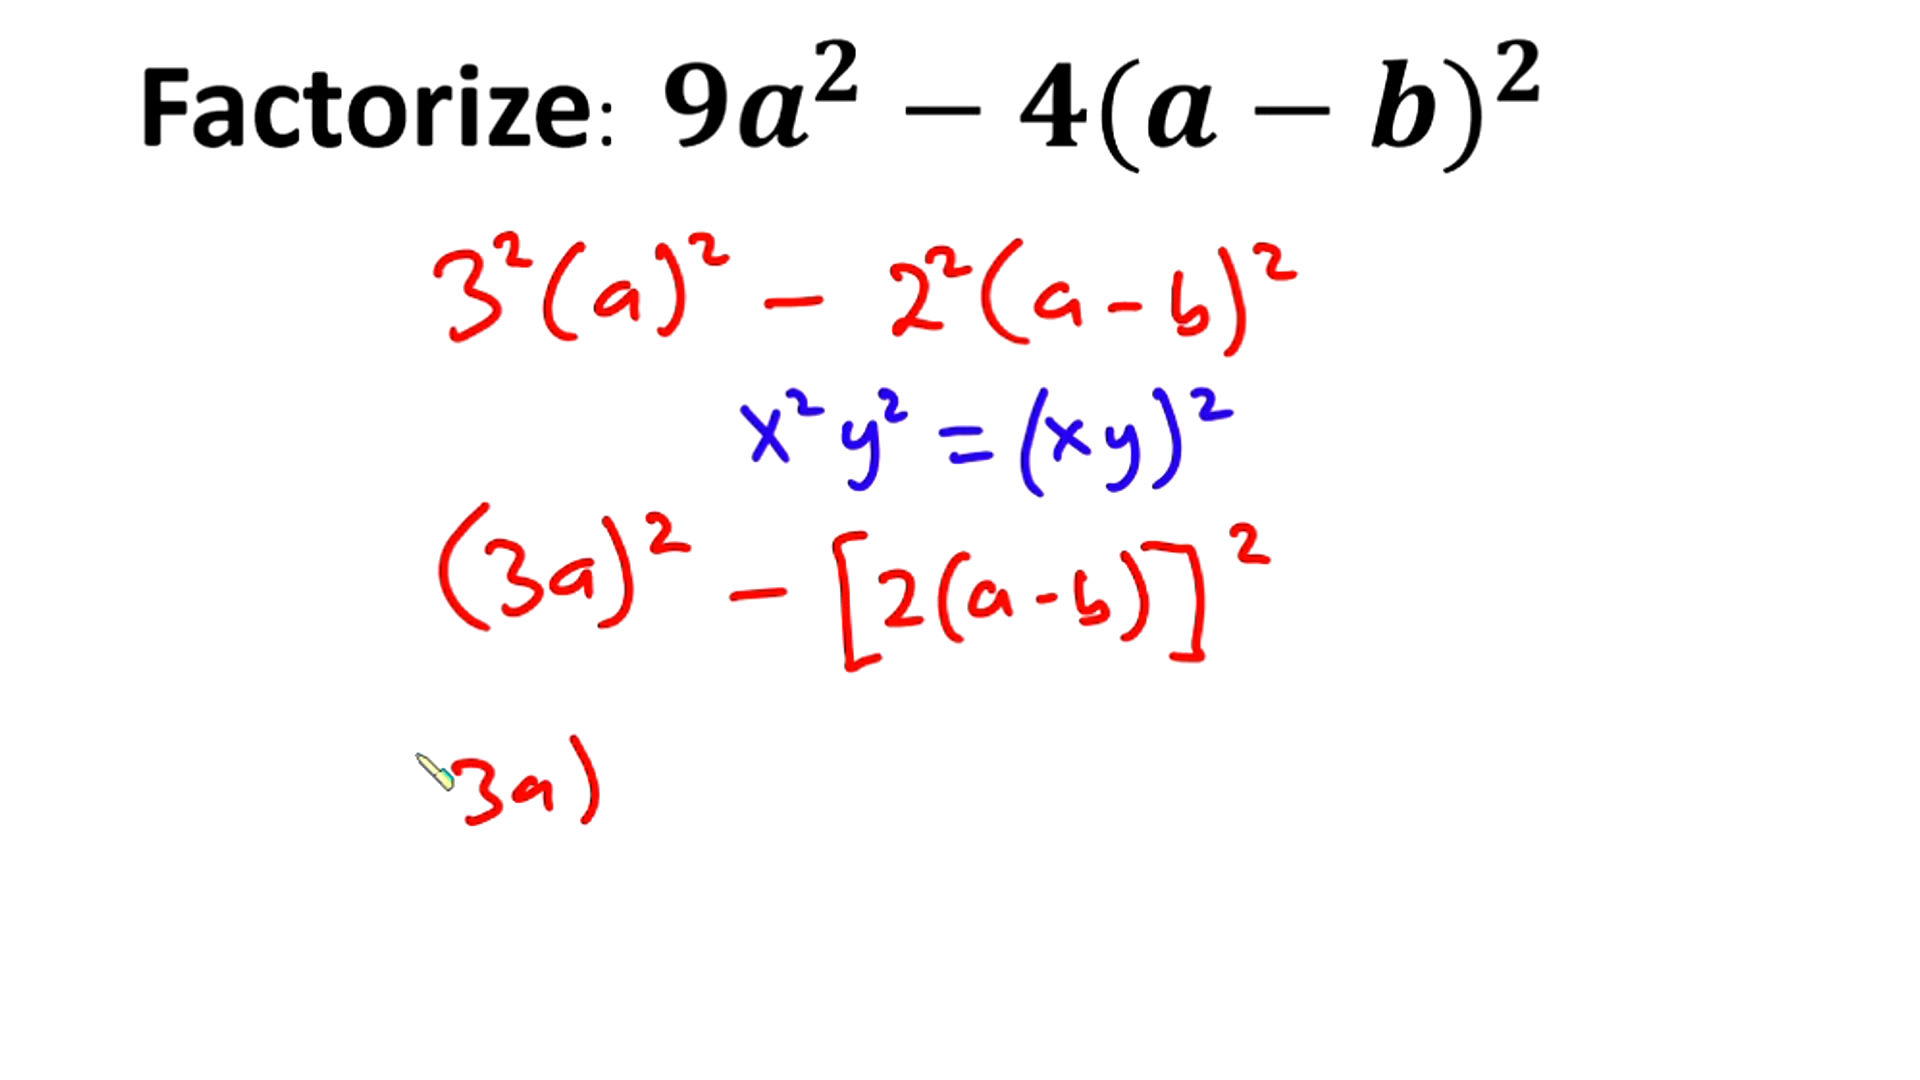 Factorize: 9a² − 4(a − b)²
3²(a)² − 2²(a-b)²
x²y² = (xy)²
(3a)² − [2(a-b)]²
3a)